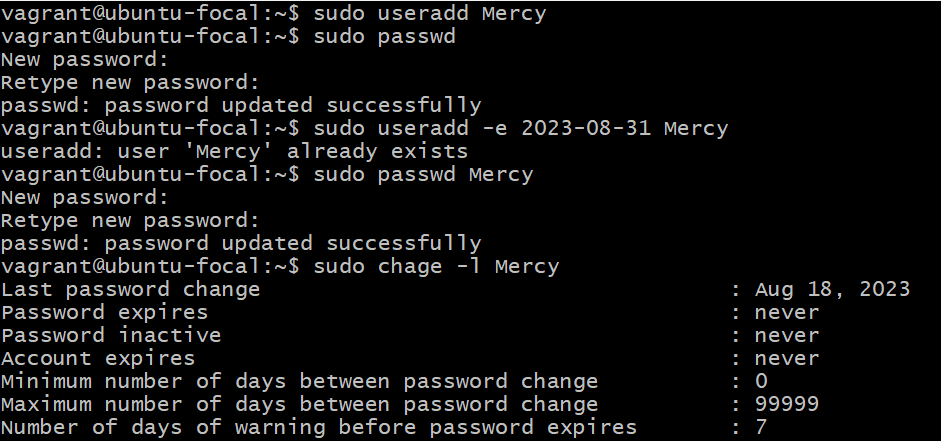 vagrant@ubuntu-focal:~$ sudo useradd Mercy
vagrant@ubuntu-focal:~$ sudo passwd
New password:
Retype new password:
passwd: password updated successfully
vagrant@ubuntu-focal:~$ sudo useradd -e 2023-08-31 Mercy
useradd: user 'Mercy' already exists
vagrant@ubuntu-focal:~$ sudo passwd Mercy
New password:
Retype new password:
passwd: password updated successfully
vagrant@ubuntu-focal:~$ sudo chage -l Mercy
Last password change : Aug 18, 2023
Password expires : never
Password inactive : never
Account expires : never
Minimum number of days between password change : 0
Maximum number of days between password change : 99999
Number of days of warning before password expires : 7